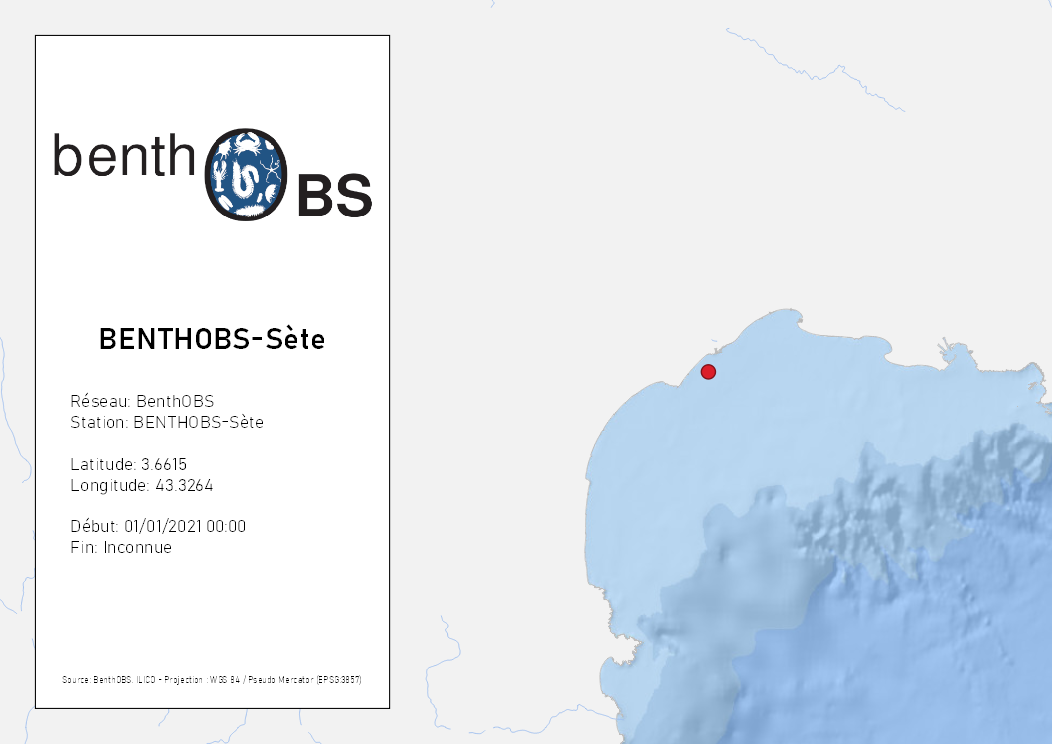 benthOBS
BENTHOBS-Sète
Réseau: BenthOBS
Station: BENTHOBS-Sète
Latitude: 3.6615
Longitude: 43.3264
Début: 01/01/2021 00:00
Fin: Inconnue
Source: BenthOBS, ILICO - Projection : WGS 84 / Pseudo Mercator (EPSG:3857)